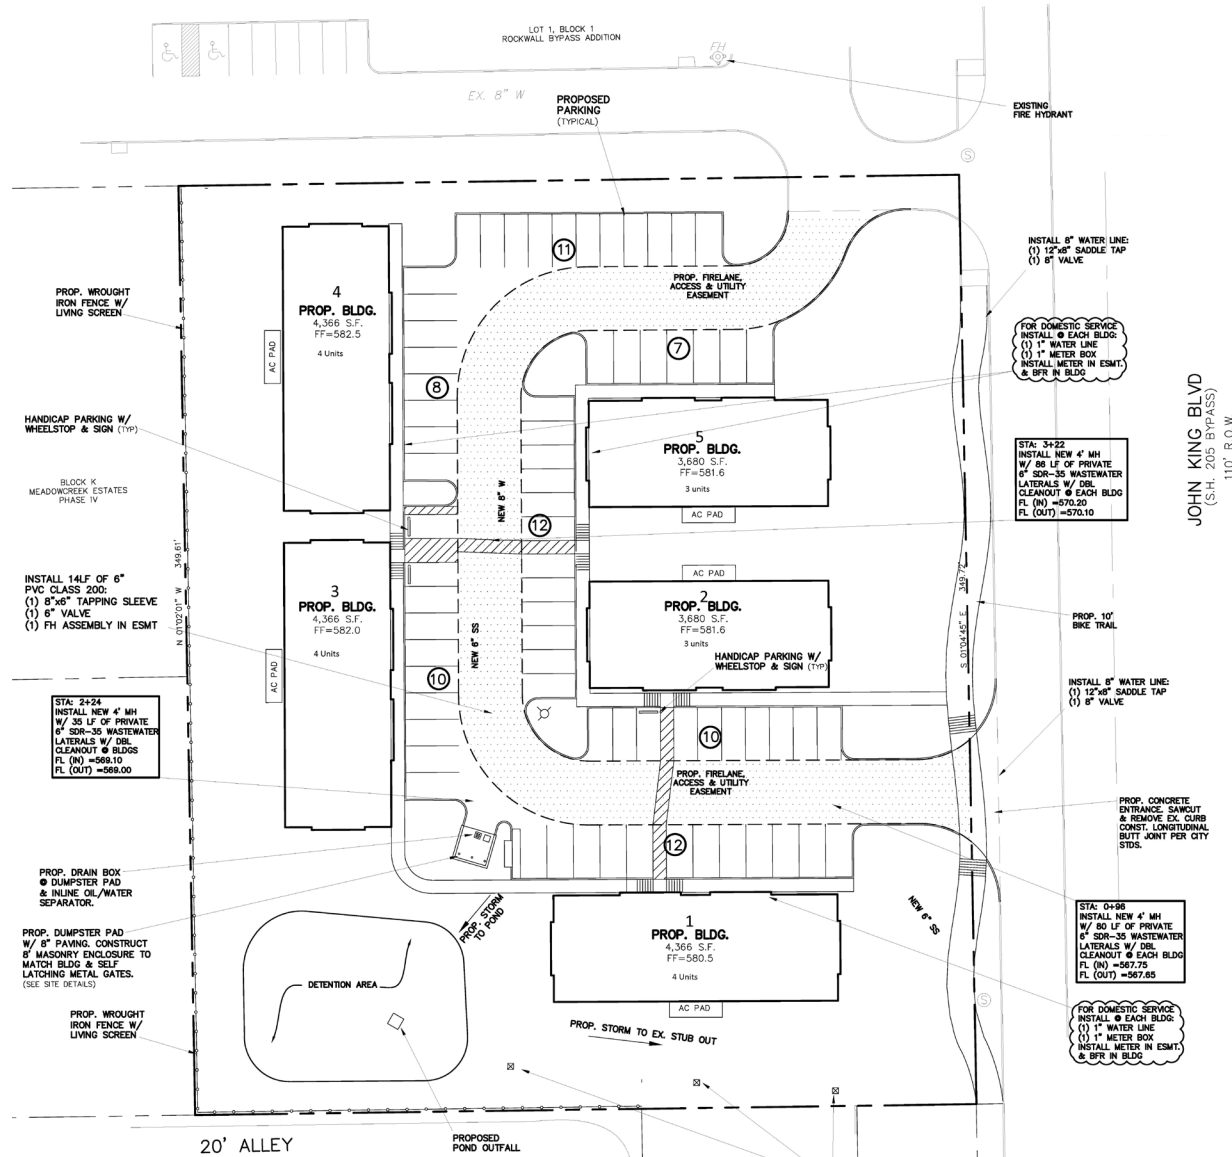 LOT 1, BLOCK 1
ROCKWALL BYPASS ADDITION
FH
EX. 8" W
PROPOSED
PARKING
(TYPICAL)
EXISTING
FIRE HYDRANT
S
11
INSTALL 8" WATER LINE:
(1) 12"x8" SADDLE TAP
(1) 8" VALVE
PROP. FIRELANE,
ACCESS & UTILITY
EASEMENT
PROP. WROUGHT
IRON FENCE W/
LIVING SCREEN
4
PROP. BLDG.
4,366 S.F.
FF=582.5
4 Units
AC PAD
7
8
FOR DOMESTIC SERVICE
INSTALL @ EACH BLDG:
(1) 1" WATER LINE
(1) 1" METER BOX
INSTALL METER IN ESMT.
& BFR IN BLDG
JOHN KING BLVD
(S.H. 205 BYPASS)
110' R.O.W.
HANDICAP PARKING W/
WHEELSTOP & SIGN (TYP)
5
PROP. BLDG.
3,680 S.F.
FF=581.6
3 units
AC PAD
STA: 3+22
INSTALL NEW 4' MH
W/ 86 LF OF PRIVATE
6" SDR-35 WASTEWATER
LATERALS W/ DBL
CLEANOUT @ EACH BLDG
FL (IN) =570.20
FL (OUT) =570.10
BLOCK K
MEADOWCREEK ESTATES
PHASE IV
NEW 8" W
12
N 01°02'01" W 349.61'
S 01°04'45" E 349.72'
INSTALL 14LF OF 6"
PVC CLASS 200:
(1) 8"x6" TAPPING SLEEVE
(1) 6" VALVE
(1) FH ASSEMBLY IN ESMT
3
PROP. BLDG.
4,366 S.F.
FF=582.0
4 Units
AC PAD
AC PAD
2
PROP. BLDG.
3,680 S.F.
FF=581.6
3 units
PROP. 10'
BIKE TRAIL
NEW 6" SS
HANDICAP PARKING W/
WHEELSTOP & SIGN (TYP)
10
INSTALL 8" WATER LINE:
(1) 12"x8" SADDLE TAP
(1) 8" VALVE
STA: 2+24
INSTALL NEW 4' MH
W/ 35 LF OF PRIVATE
6" SDR-35 WASTEWATER
LATERALS W/ DBL
CLEANOUT @ BLDGS
FL (IN) =569.10
FL (OUT) =569.00
10
PROP. FIRELANE,
ACCESS & UTILITY
EASEMENT
PROP. CONCRETE
ENTRANCE. SAWCUT
& REMOVE EX. CURB
CONST. LONGITUDINAL
BUTT JOINT PER CITY
STDS.
12
PROP. DRAIN BOX
@ DUMPSTER PAD
& INLINE OIL/WATER
SEPARATOR.
PROP. STORM
TO POND
NEW 6" SS
STA: 0+96
INSTALL NEW 4' MH
W/ 80 LF OF PRIVATE
6" SDR-35 WASTEWATER
LATERALS W/ DBL
CLEANOUT @ EACH BLDG
FL (IN) =567.75
FL (OUT) =567.65
PROP. DUMPSTER PAD
W/ 8" PAVING. CONSTRUCT
8' MASONRY ENCLOSURE TO
MATCH BLDG & SELF
LATCHING METAL GATES.
(SEE SITE DETAILS)
1
PROP. BLDG.
4,366 S.F.
FF=580.5
4 Units
AC PAD
DETENTION AREA
S
PROP. WROUGHT
IRON FENCE W/
LIVING SCREEN
PROP. STORM TO EX. STUB OUT
FOR DOMESTIC SERVICE
INSTALL @ EACH BLDG:
(1) 1" WATER LINE
(1) 1" METER BOX
INSTALL METER IN ESMT.
& BFR IN BLDG
20' ALLEY
PROPOSED
POND OUTFALL